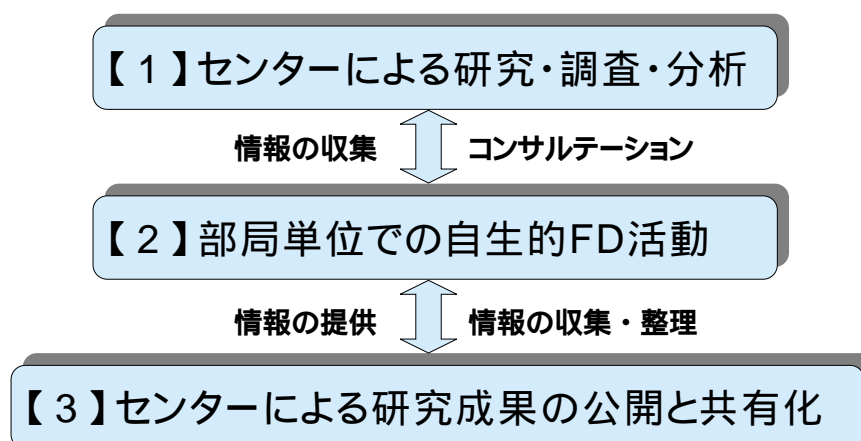 【1】センターによる研究・調査・分析
情報の収集 コンサルテーション
【2】部局単位での自生的FD活動
情報の提供 情報の収集・整理
【3】センターによる研究成果の公開と共有化